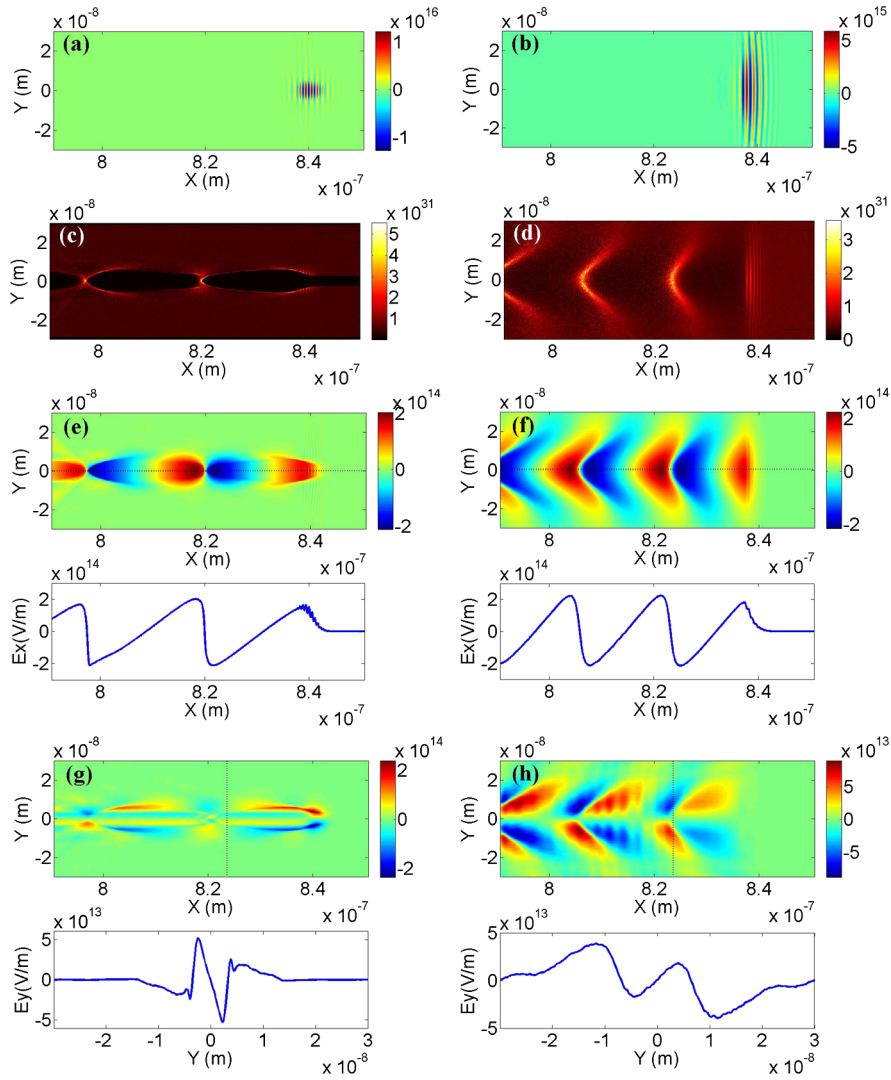 x 10^-8 x 10^16
(a)
2
0
-2
Y (m)
1
0
-1
8 8.2 8.4
X (m) x 10^-7
x 10^-8 x 10^15
(b)
2
0
-2
Y (m)
5
0
-5
8 8.2 8.4
X (m) x 10^-7
x 10^-8 x 10^31
(c)
2
0
-2
Y (m)
5
4
3
2
1
8 8.2 8.4
X (m) x 10^-7
x 10^-8 x 10^31
(d)
2
0
-2
Y (m)
3
2
1
0
8 8.2 8.4
X (m) x 10^-7
x 10^-8 x 10^14
(e)
2
0
-2
Y (m)
2
0
-2
8 8.2 8.4
X (m) x 10^-7
x 10^-8 x 10^14
(f)
2
0
-2
Y (m)
2
0
-2
8 8.2 8.4
X (m) x 10^-7
x 10^14
2
0
-2
Ex(V/m)
8 8.2 8.4
X (m) x 10^-7
x 10^14
2
0
-2
Ex(V/m)
8 8.2 8.4
X (m) x 10^-7
x 10^-8 x 10^14
(g)
2
0
-2
Y (m)
2
0
-2
8 8.2 8.4
X (m) x 10^-7
x 10^-8 x 10^13
(h)
2
0
-2
Y (m)
5
0
-5
8 8.2 8.4
X (m) x 10^-7
x 10^13
5
0
-5
Ey(V/m)
-2 -1 0 1 2 3
Y (m) x 10^-8
x 10^13
5
0
-5
Ey(V/m)
-2 -1 0 1 2 3
Y (m) x 10^-8